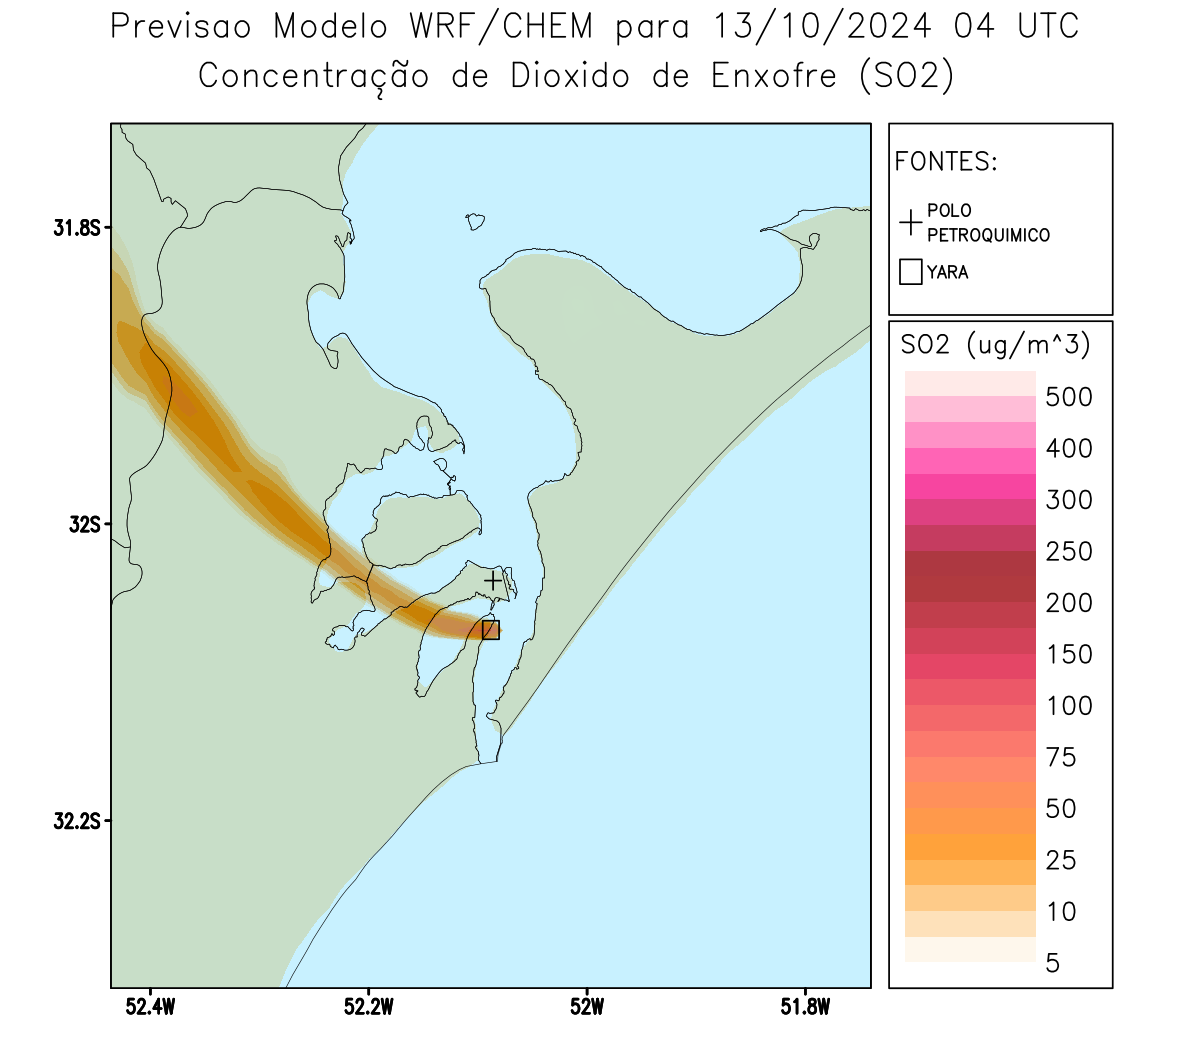 Previsao Modelo WRF/CHEM para 13/10/2024 04 UTC
Concentração de Dioxido de Enxofre (SO2)
FONTES:
POLO
PETROQUIMICO
YARA
SO2 (ug/m^3)
500
400
300
250
200
150
100
75
50
25
10
5
31.8S
32S
32.2S
52.4W
52.2W
52W
51.8W